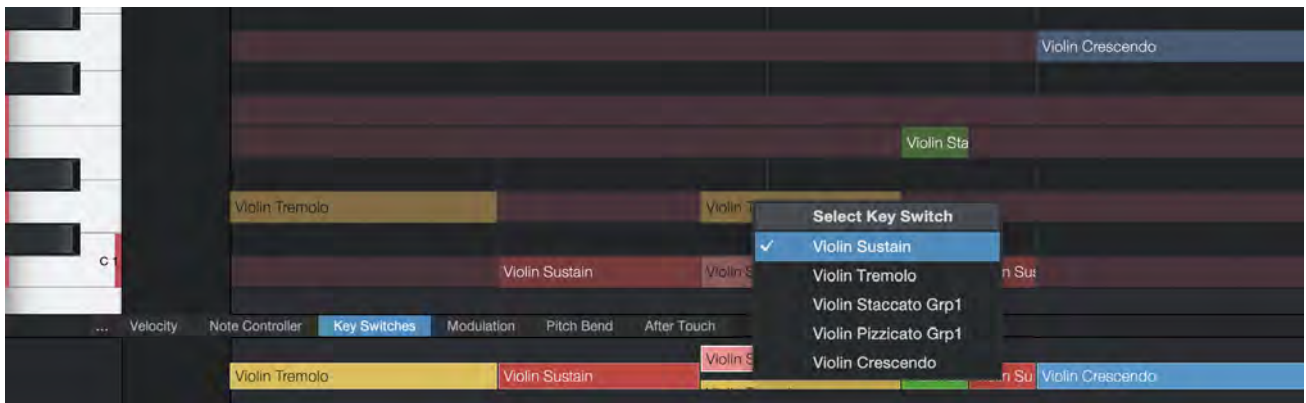 Violin Crescendo
Violin Sta
Violin Tremolo
Violin T
Select Key Switch
✓ Violin Sustain
C 1
Violin Sustain
Violin S
n Sus
Violin Tremolo
Violin Staccato Grp1
Violin Pizzicato Grp1
Violin Crescendo
... Velocity Note Controller Key Switches Modulation Pitch Bend After Touch
Violin S
Violin Tremolo
Violin Sustain
n Su
Violin Crescendo